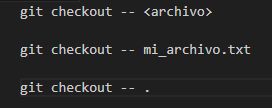 git checkout -- <archivo>
git checkout -- mi_archivo.txt
git checkout -- .